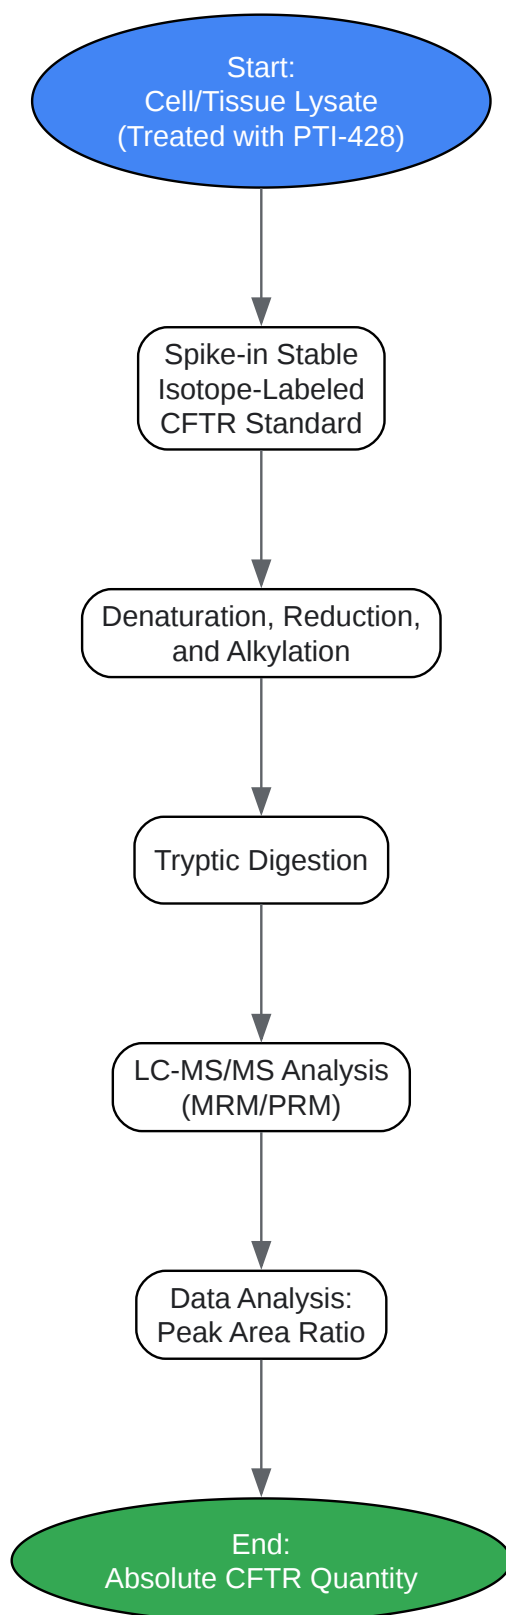 Start:
Cell/Tissue Lysate
(Treated with PTI-428)
Spike-in Stable
Isotope-Labeled
CFTR Standard
Denaturation, Reduction,
and Alkylation
Tryptic Digestion
LC-MS/MS Analysis
(MRM/PRM)
Data Analysis:
Peak Area Ratio
End:
Absolute CFTR Quantity